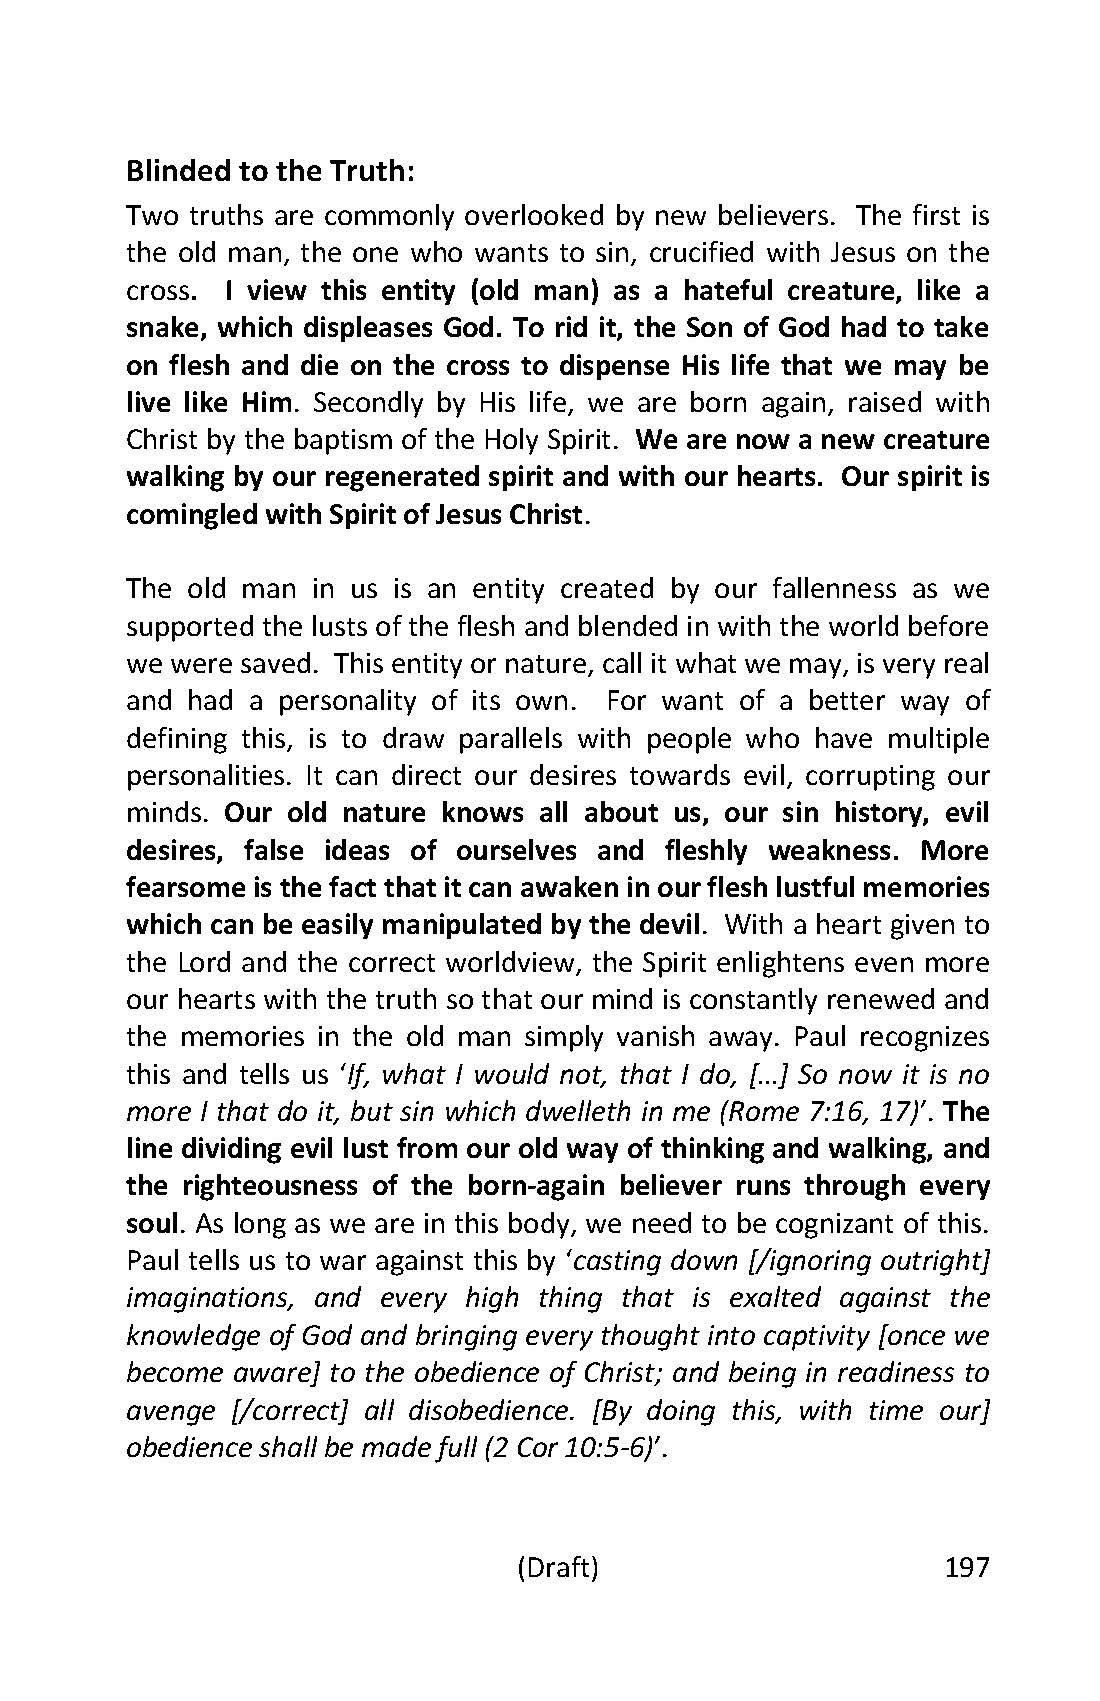 Blinded to the Truth:
Two truths are commonly overlooked by new believers. The first is
the old man, the one who wants to sin, crucified with Jesus on the
cross. I view this entity (old man) as a hateful creature, like a
snake, which displeases God. To rid it, the Son of God had to take
on flesh and die on the cross to dispense His life that we may be
live like Him. Secondly by His life, we are born again, raised with
Christ by the baptism of the Holy Spirit. We are now a new creature
walking by our regenerated spirit and with our hearts. Our spirit is
comingled with Spirit of Jesus Christ.
The old man in us is an entity created by our fallenness as we
supported the lusts of the flesh and blended in with the world before
we were saved. This entity or nature, call it what we may, is very real
and had a personality of its own. For want of a better way of
defining this, is to draw parallels with people who have multiple
personalities. It can direct our desires towards evil, corrupting our
minds. Our old nature knows all about us, our sin history, evil
desires, false ideas of ourselves and fleshly weakness. More
fearsome is the fact that it can awaken in our flesh lustful memories
which can be easily manipulated by the devil. With a heart given to
the Lord and the correct worldview, the Spirit enlightens even more
our hearts with the truth so that our mind is constantly renewed and
the memories in the old man simply vanish away. Paul recognizes
this and tells us ‘If, what I would not, that I do, […] So now it is no
more I that do it, but sin which dwelleth in me (Rome 7:16, 17)’. The
line dividing evil lust from our old way of thinking and walking, and
the righteousness of the born-again believer runs through every
soul. As long as we are in this body, we need to be cognizant of this.
Paul tells us to war against this by ‘casting down [/ignoring outright]
imaginations, and every high thing that is exalted against the
knowledge of God and bringing every thought into captivity [once we
become aware] to the obedience of Christ; and being in readiness to
avenge [/correct] all disobedience. [By doing this, with time our]
obedience shall be made full (2 Cor 10:5-6)’.
(Draft) 197